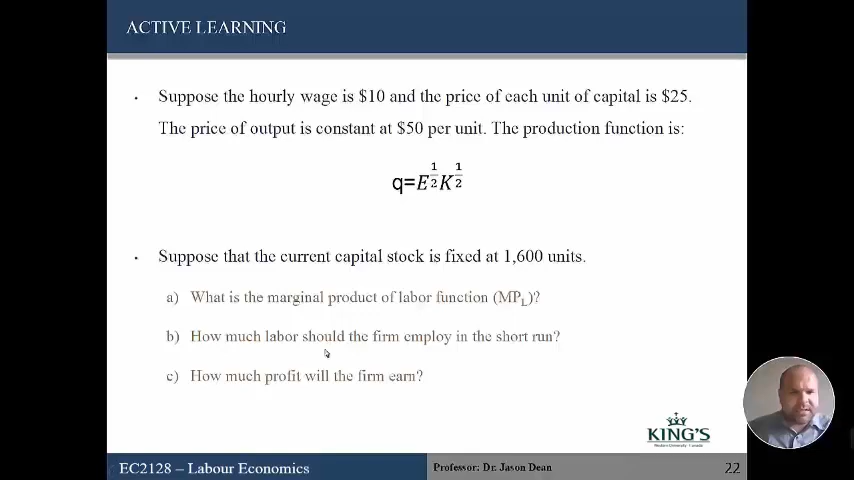 ACTIVE LEARNING
• Suppose the hourly wage is $10 and the price of each unit of capital is $25.
The price of output is constant at $50 per unit. The production function is:
q=E^{1/2}K^{1/2}
• Suppose that the current capital stock is fixed at 1,600 units.
a) What is the marginal product of labor function (MP_L)?
b) How much labor should the firm employ in the short run?
c) How much profit will the firm earn?
KING'S
Western University · Canada
EC2128 – Labour Economics
Professor: Dr. Jason Dean
22